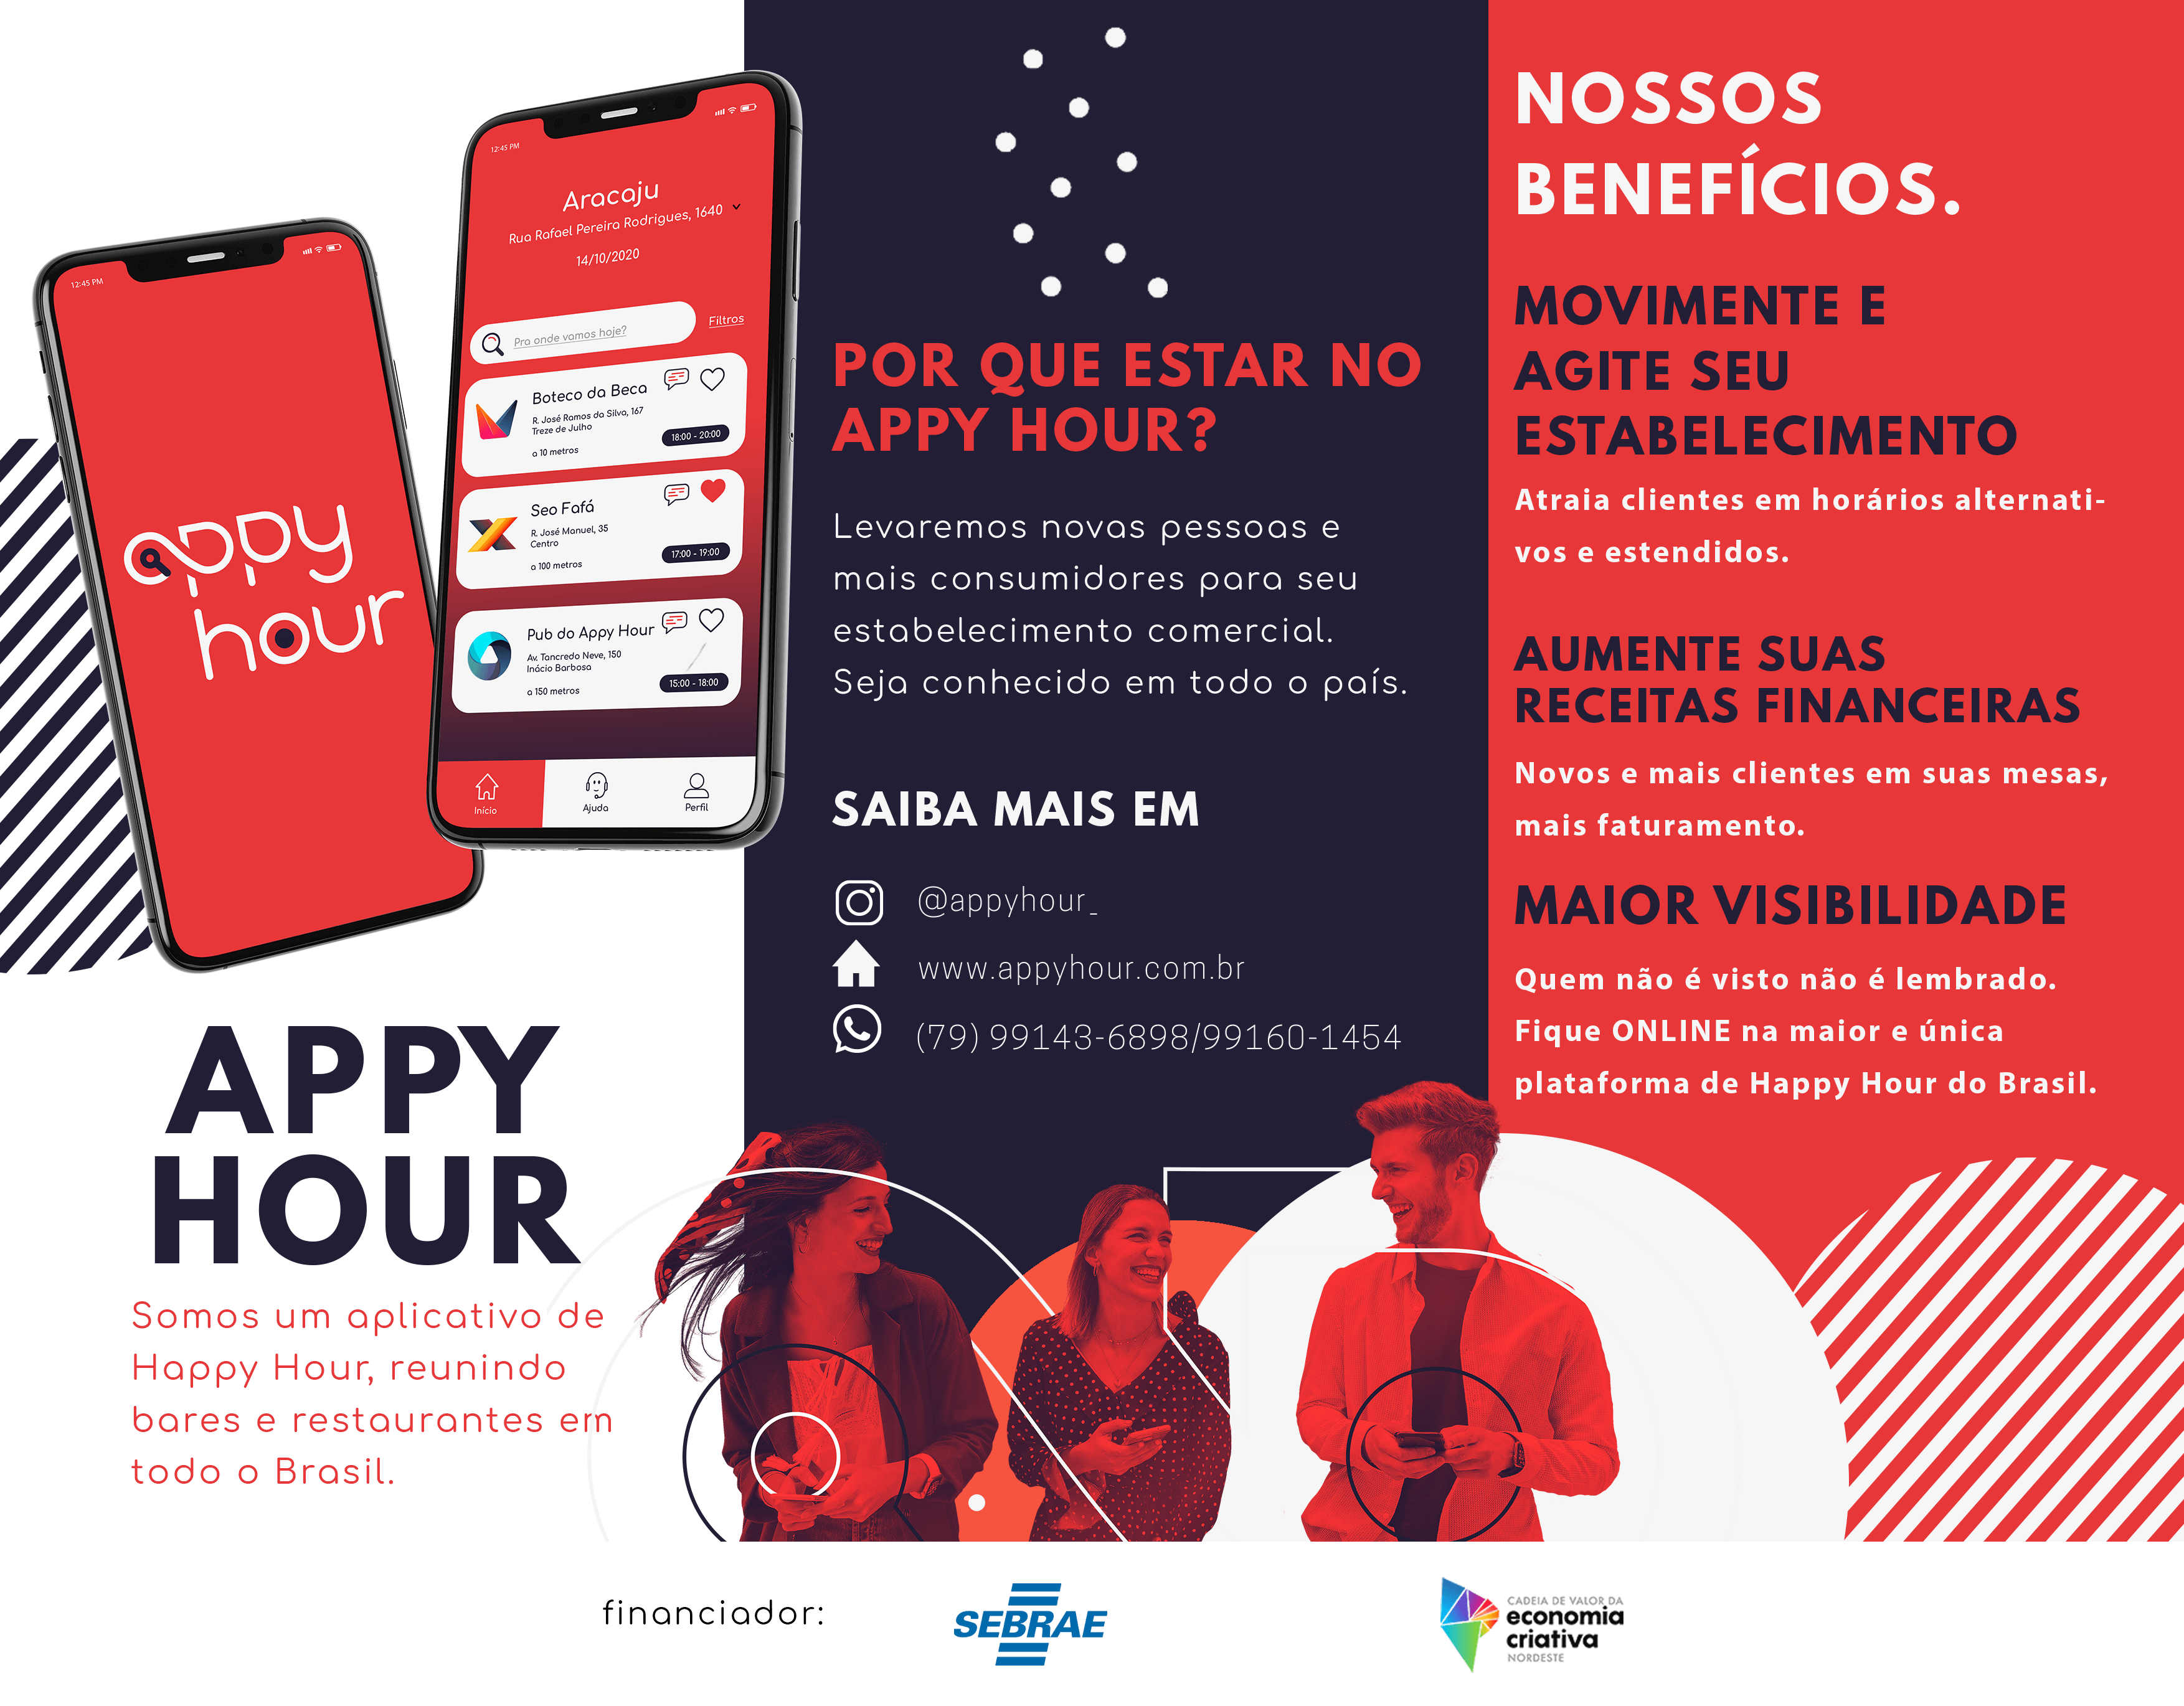 12:45 PM
appy
hour
12:45 PM
Aracaju
Rua Rafael Pereira Rodrigues, 1640
14/10/2020
Pra onde vamos hoje?
Filtros
Boteco da Beca
R. José Ramos da Silva, 167
Treze de Julho
a 10 metros
18:00 - 20:00
Seo Fafá
R. José Manuel, 35
Centro
a 100 metros
17:00 - 19:00
Pub do Appy Hour
Av. Tancredo Neve, 150
Inácio Barbosa
a 150 metros
15:00 - 18:00
Início
Ajuda
Perfil
APPY
HOUR
Somos um aplicativo de
Happy Hour, reunindo
bares e restaurantes em
todo o Brasil.
POR QUE ESTAR NO
APPY HOUR?
Levaremos novas pessoas e
mais consumidores para seu
estabelecimento comercial.
Seja conhecido em todo o país.
SAIBA MAIS EM
@appyhour_
www.appyhour.com.br
(79) 99143-6898/99160-1454
NOSSOS
BENEFÍCIOS.
MOVIMENTE E
AGITE SEU
ESTABELECIMENTO
Atraia clientes em horários alternati-
vos e estendidos.
AUMENTE SUAS
RECEITAS FINANCEIRAS
Novos e mais clientes em suas mesas,
mais faturamento.
MAIOR VISIBILIDADE
Quem não é visto não é lembrado.
Fique ONLINE na maior e única
plataforma de Happy Hour do Brasil.
financiador:
SEBRAE
CADEIA DE VALOR DA
economia
criativa
NORDESTE